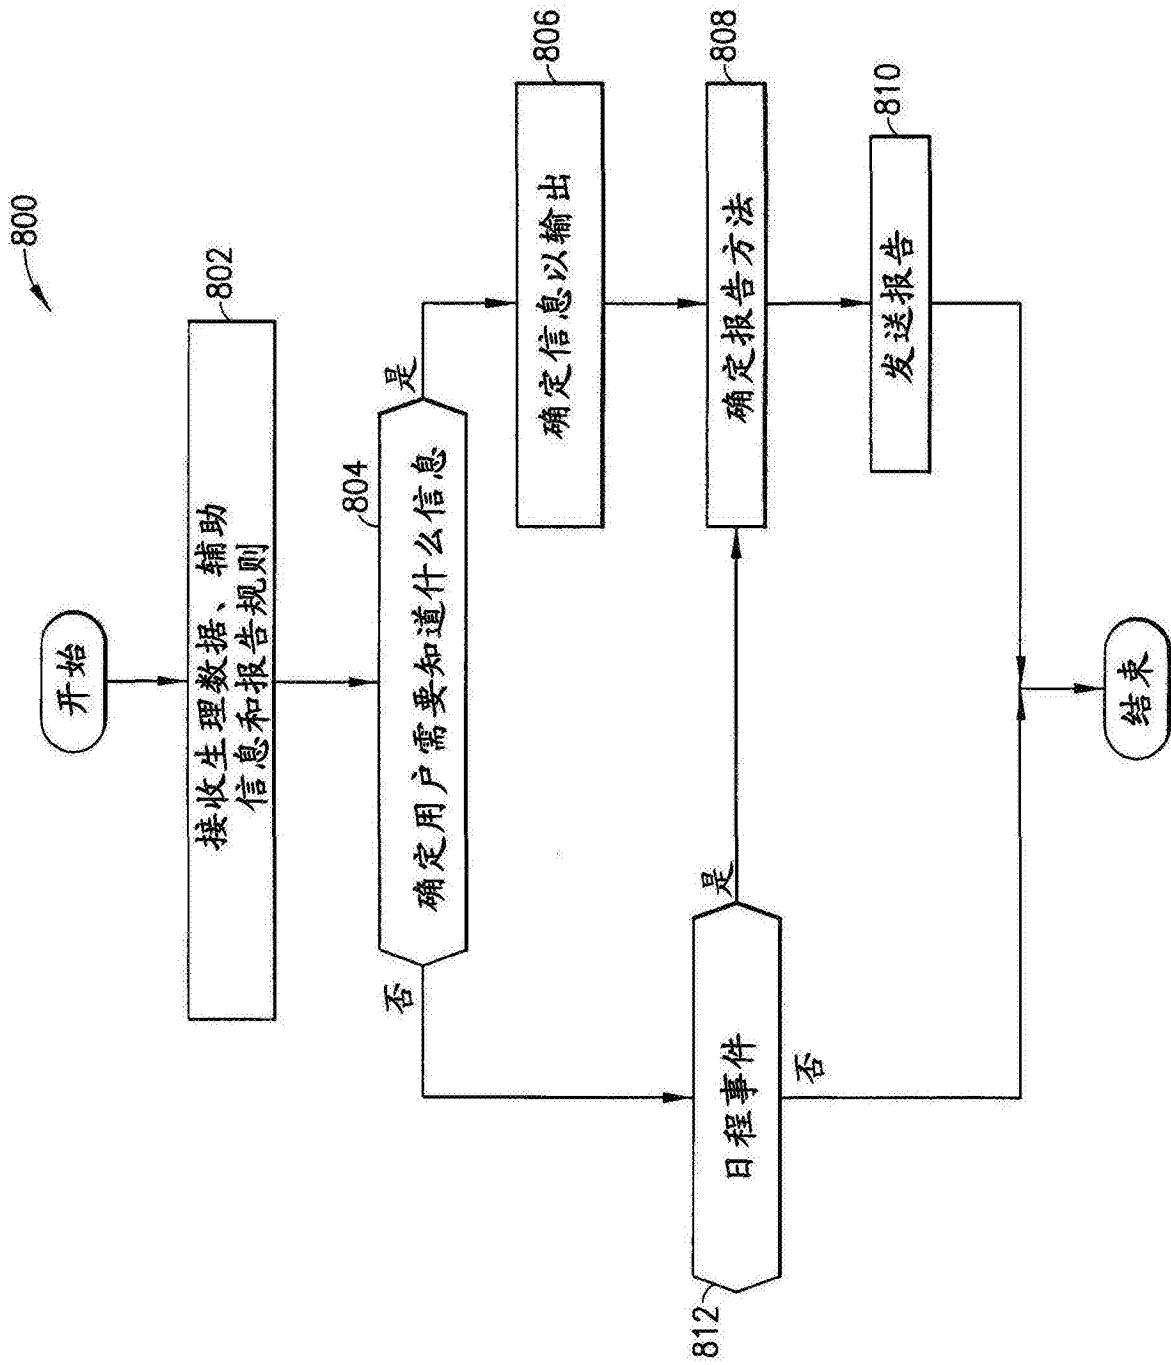 800
开始
接收生理数据、辅助
信息和报告规则
802
确定用户需要知道什么信息
804
是
否
确定信息以输出
806
确定报告方法
808
日程事件
812
是
否
发送报告
810
结束